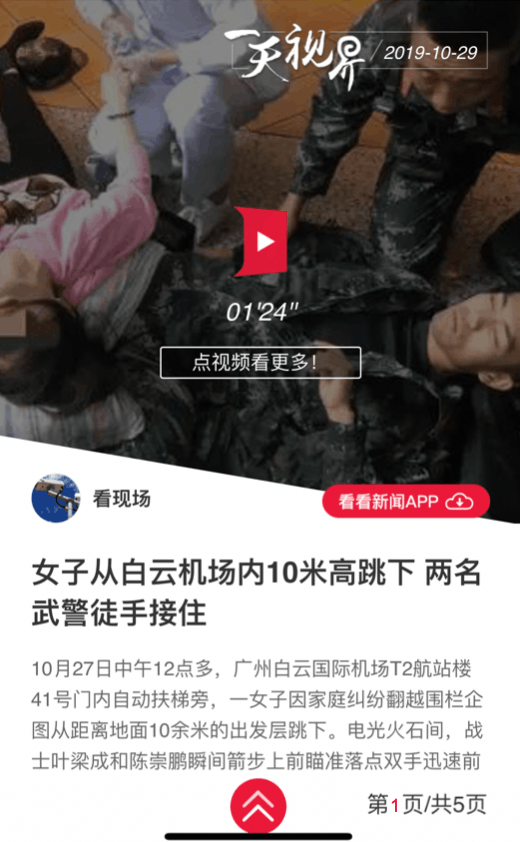 一天视界 2019-10-29
01'24"
点视频看更多!
看现场
看看新闻APP
女子从白云机场内10米高跳下 两名
武警徒手接住
10月27日中午12点多，广州白云国际机场T2航站楼
41号门内自动扶梯旁，一女子因家庭纠纷翻越围栏企
图从距离地面10余米的出发层跳下。电光火石间，战
士叶梁成和陈崇鹏瞬间箭步上前瞄准落点双手迅速前
第1页/共5页